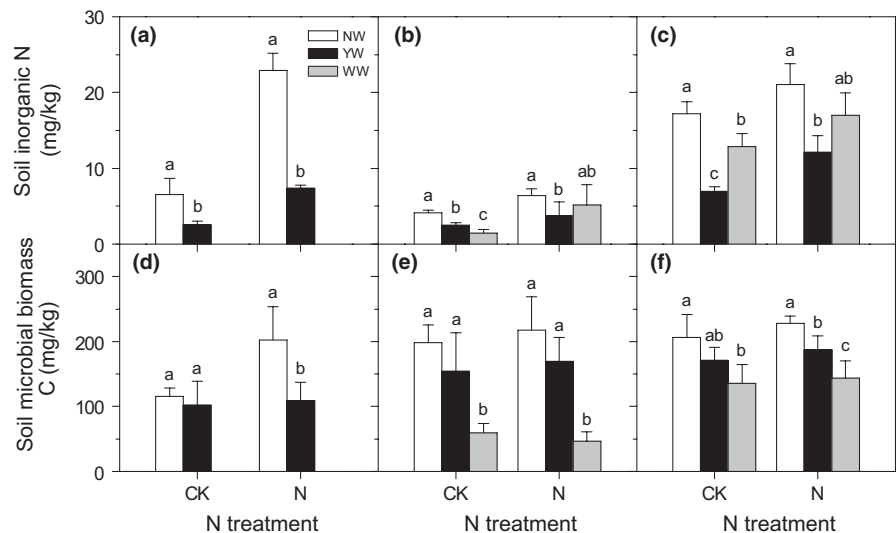 Soil inorganic N
(mg/kg)
30
20
10
0
(a)
a
b
a
b
NW
YW
WW
(b)
a
b
c
a
b
ab
(c)
a
c
b
a
b
ab
Soil microbial biomass
C (mg/kg)
300
200
100
0
(d)
a
a
a
b
(e)
a
a
b
a
a
b
(f)
a
ab
b
a
b
c
CK N
CK N
CK N
N treatment
N treatment
N treatment